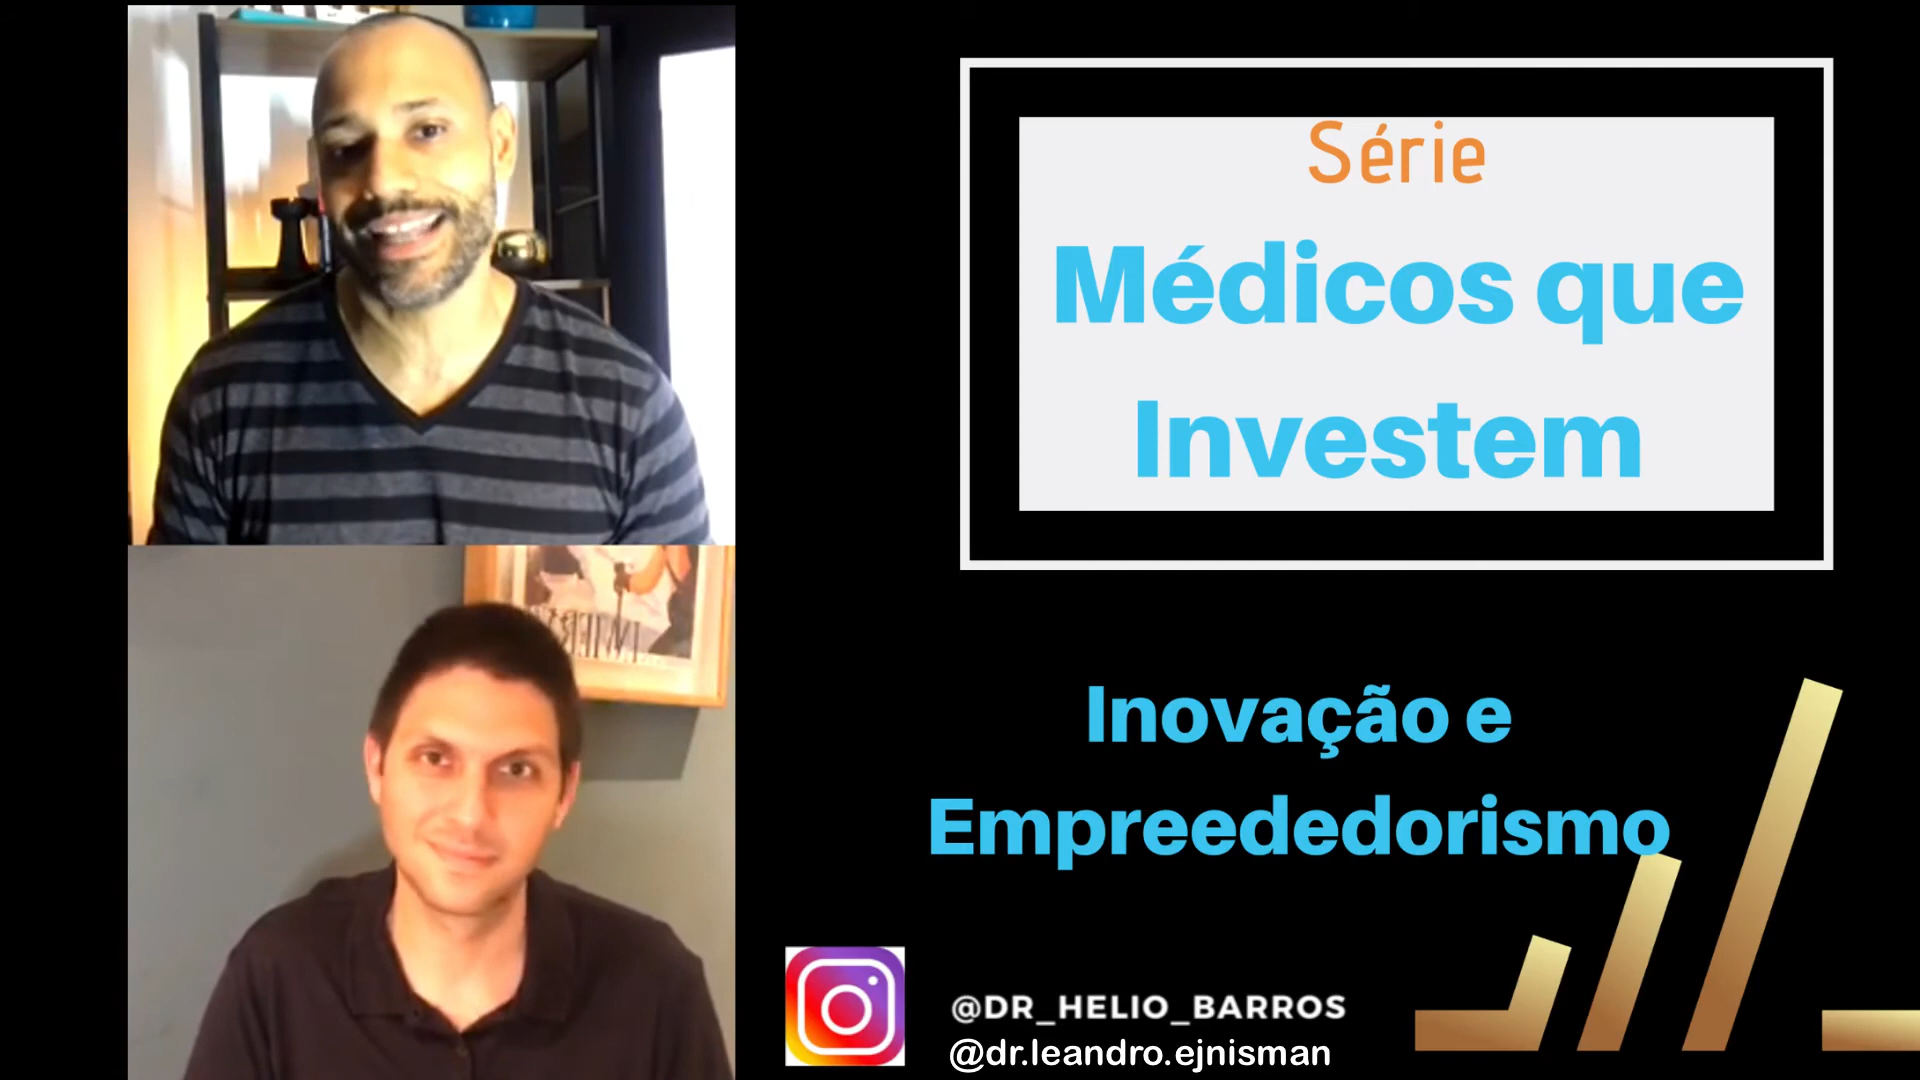 Série
Médicos que
Investem
Inovação e
Empreededorismo
@DR_HELIO_BARROS
@dr.leandro.ejnisman